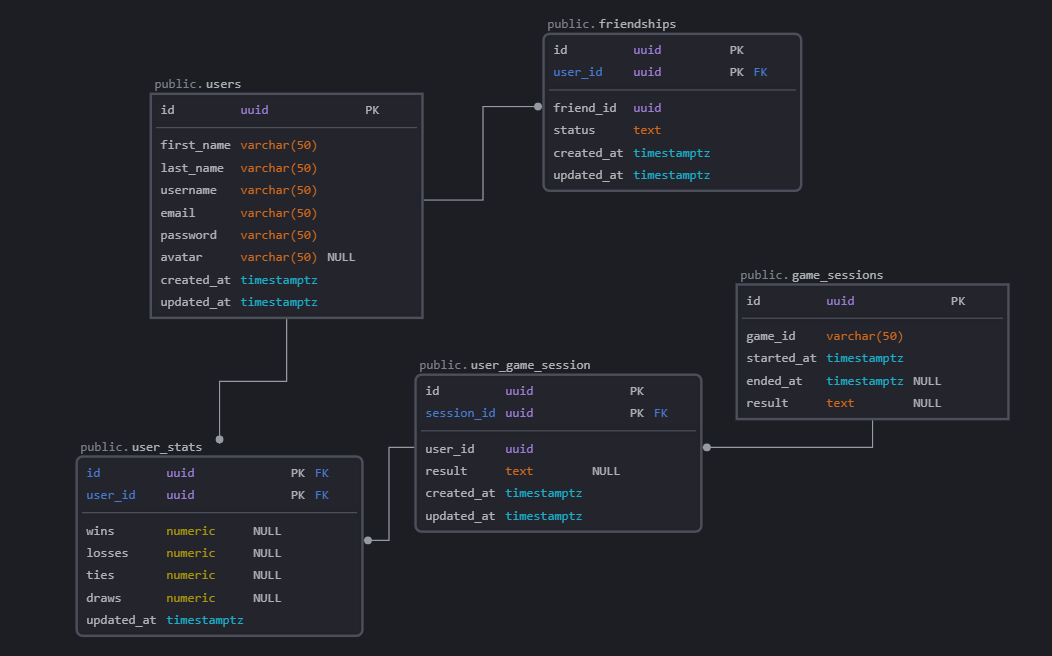 public.friendships
id uuid PK
user_id uuid PK FK
friend_id uuid
status text
created_at timestamptz
updated_at timestamptz
public.users
id uuid PK
first_name varchar(50)
last_name varchar(50)
username varchar(50)
email varchar(50)
password varchar(50)
avatar varchar(50) NULL
created_at timestamptz
updated_at timestamptz
public.game_sessions
id uuid PK
game_id varchar(50)
started_at timestamptz
ended_at timestamptz NULL
result text NULL
public.user_game_session
id uuid PK
session_id uuid PK FK
user_id uuid
result text NULL
created_at timestamptz
updated_at timestamptz
public.user_stats
id uuid PK FK
user_id uuid PK FK
wins numeric NULL
losses numeric NULL
ties numeric NULL
draws numeric NULL
updated_at timestamptz